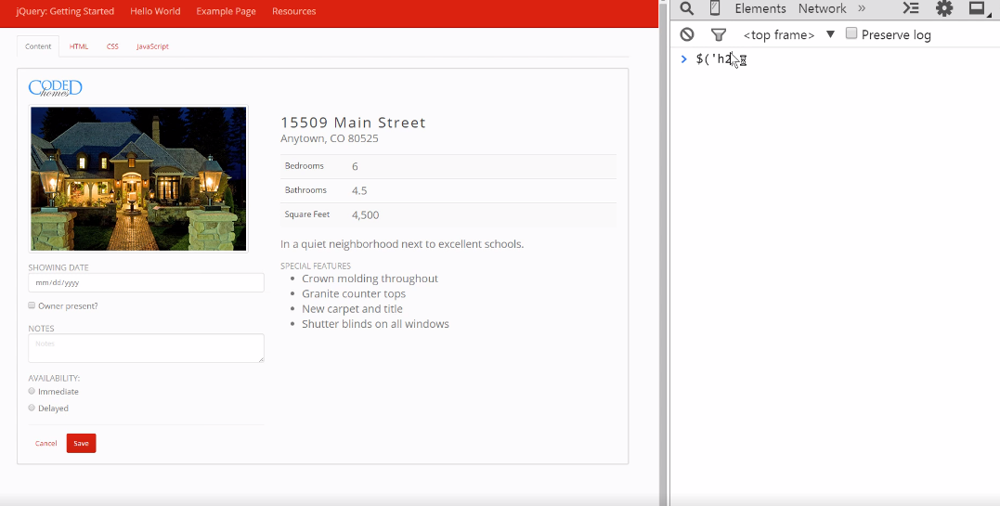 jQuery: Getting Started Hello World Example Page Resources
Content HTML CSS JavaScript
CODED
homes
15509 Main Street
Anytown, CO 80525
Bedrooms 6
Bathrooms 4.5
Square Feet 4,500
In a quiet neighborhood next to excellent schools.
SPECIAL FEATURES
• Crown molding throughout
• Granite counter tops
• New carpet and title
• Shutter blinds on all windows
SHOWING DATE
mm/dd/yyyy
Owner present?
NOTES
Notes
AVAILABILITY:
Immediate
Delayed
Cancel Save
Elements Network »
<top frame> ▼ Preserve log
> $('h2